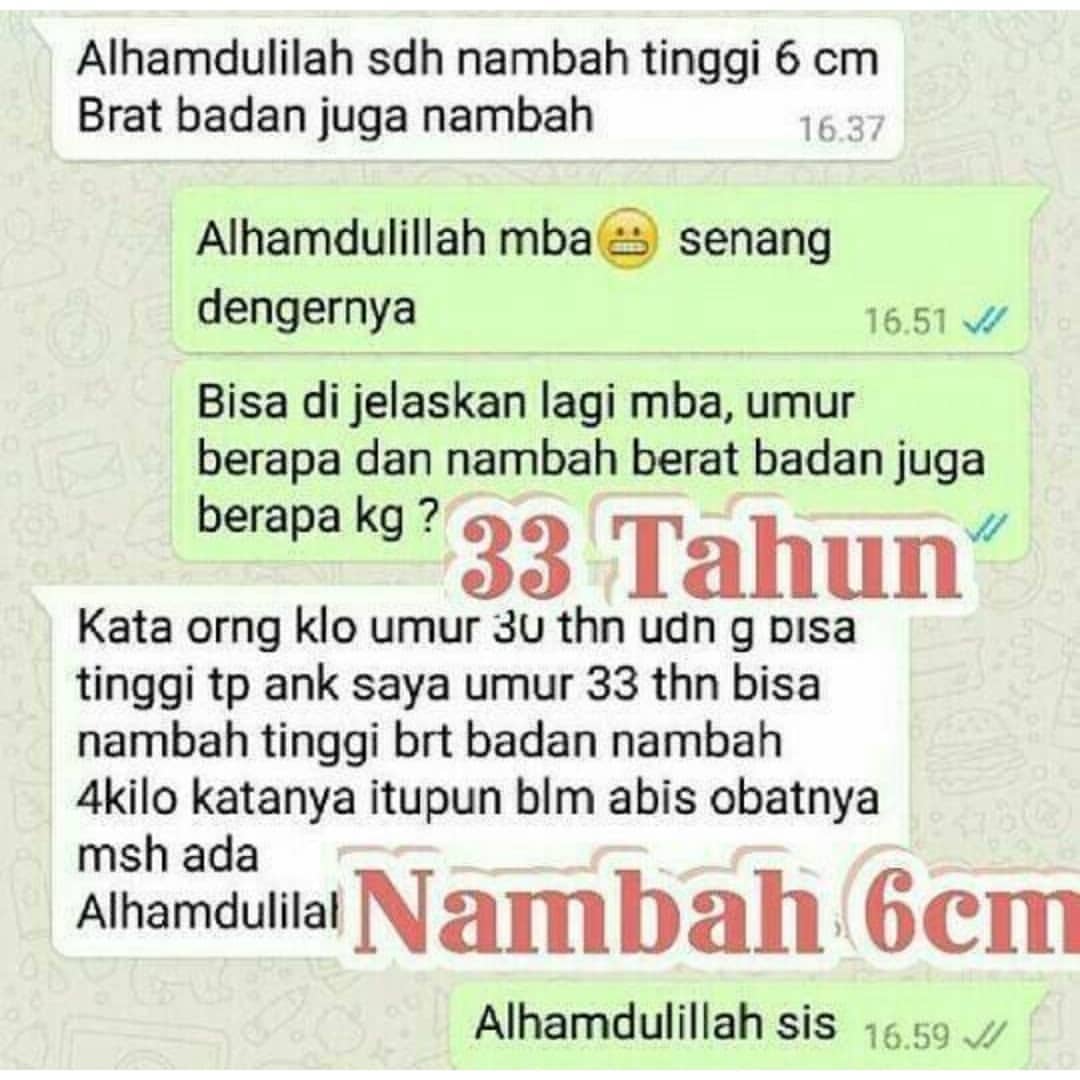 Alhamdulilah sdh nambah tinggi 6 cm
Brat badan juga nambah
16.37
Alhamdulillah mba😬 senang
dengernya
16.51
Bisa di jelaskan lagi mba, umur
berapa dan nambah berat badan juga
berapa kg ?
33 Tahun
Kata orng klo umur 30 thn udh g bisa
tinggi tp ank saya umur 33 thn bisa
nambah tinggi brt badan nambah
4kilo katanya itupun blm abis obatnya
msh ada
Alhamdulilah
Nambah 6cm
Alhamdulillah sis
16.59